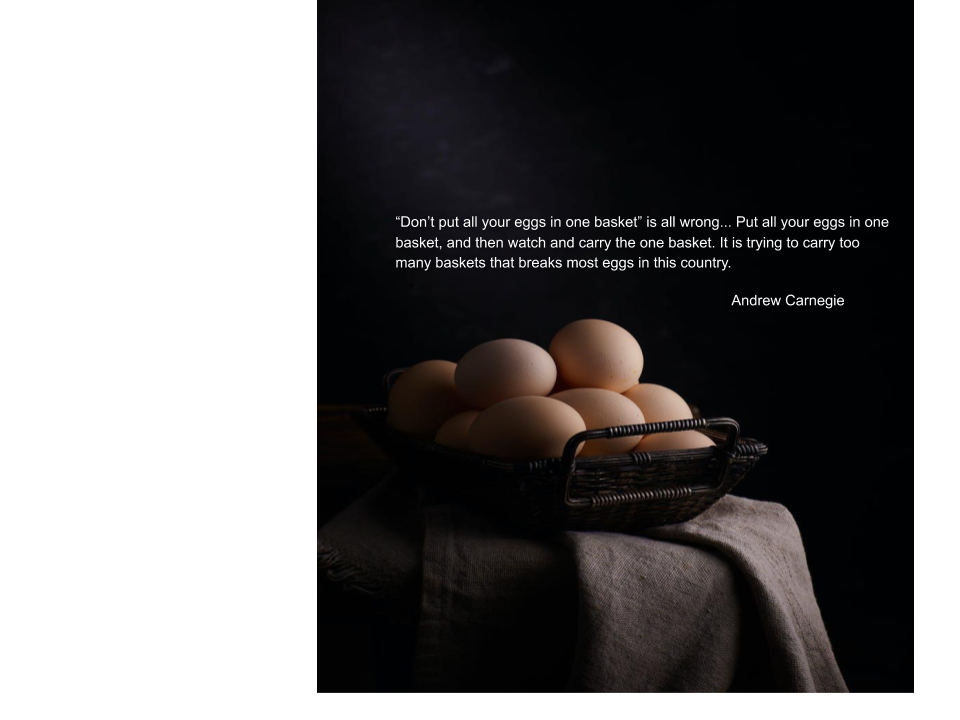 “Don’t put all your eggs in one basket” is all wrong... Put all your eggs in one
basket, and then watch and carry the one basket. It is trying to carry too
many baskets that breaks most eggs in this country.
Andrew Carnegie